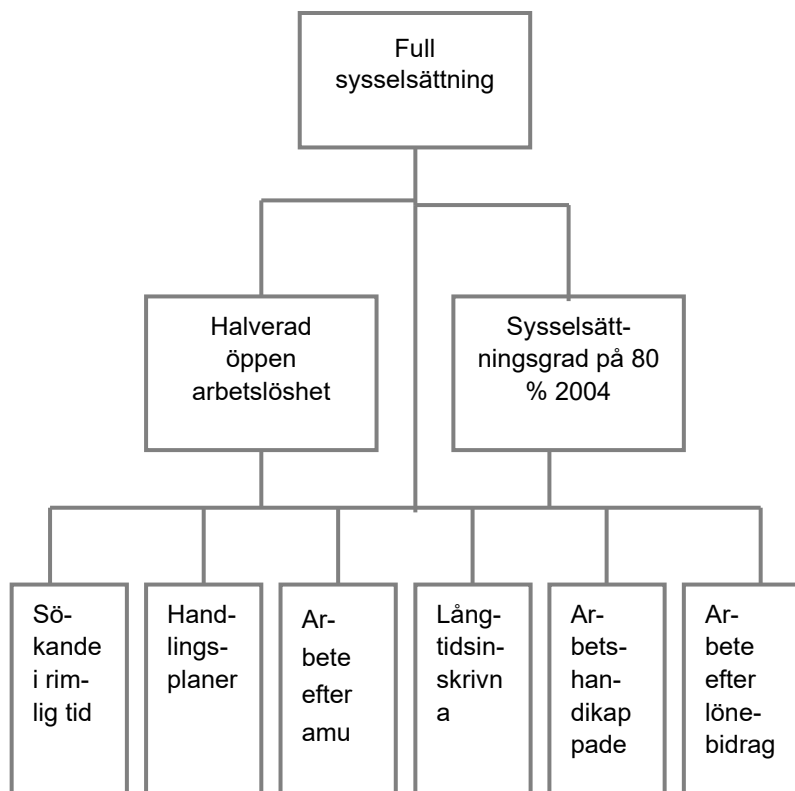 Full
sysselsättning
Halverad
öppen
arbetslöshet
Sysselsätt-
ningsgrad på 80
% 2004
Sö-
kande
i rim-
lig tid
Hand-
lings-
planer
Ar-
bete
efter
amu
Lång-
tidsin-
skrivn
a
Ar-
bets-
han-
dikap
pade
Ar-
bete
efter
löne-
bidrag